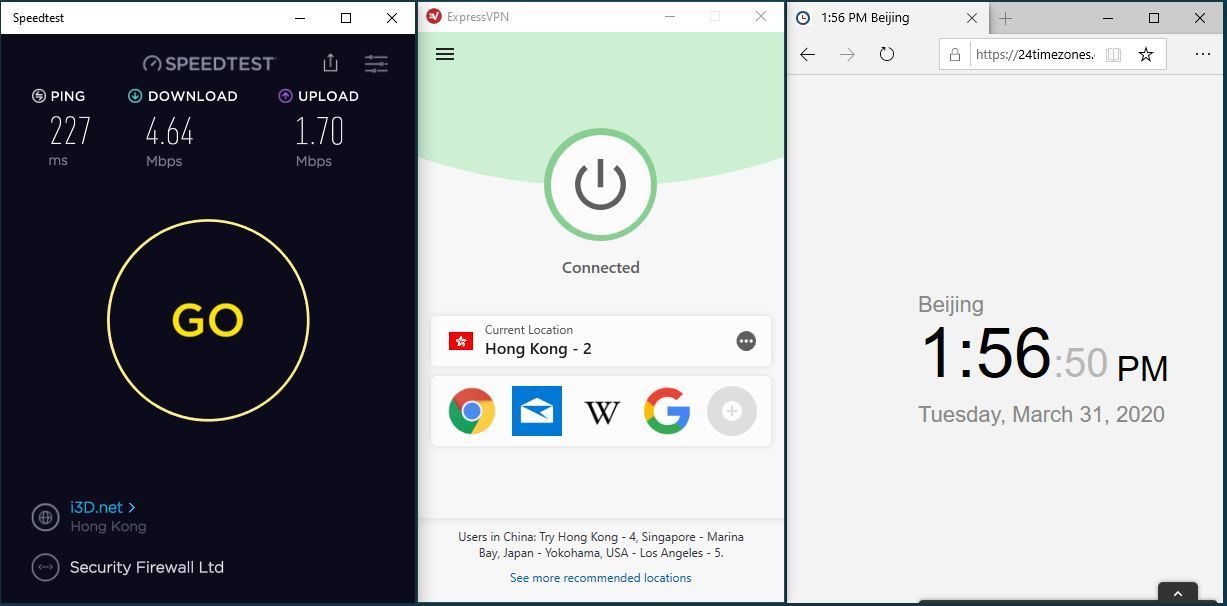 Speedtest
SPEEDTEST
PING
DOWNLOAD
UPLOAD
227
4.64
1.70
ms
Mbps
Mbps
GO
i3D.net >
Hong Kong
Security Firewall Ltd
ExpressVPN
Connected
Current Location
Hong Kong - 2
W
G
Users in China: Try Hong Kong - 4, Singapore - Marina
Bay, Japan - Yokohama, USA - Los Angeles - 5.
See more recommended locations
1:56 PM Beijing
https://24timezones.
Beijing
1:56:50 PM
Tuesday, March 31, 2020